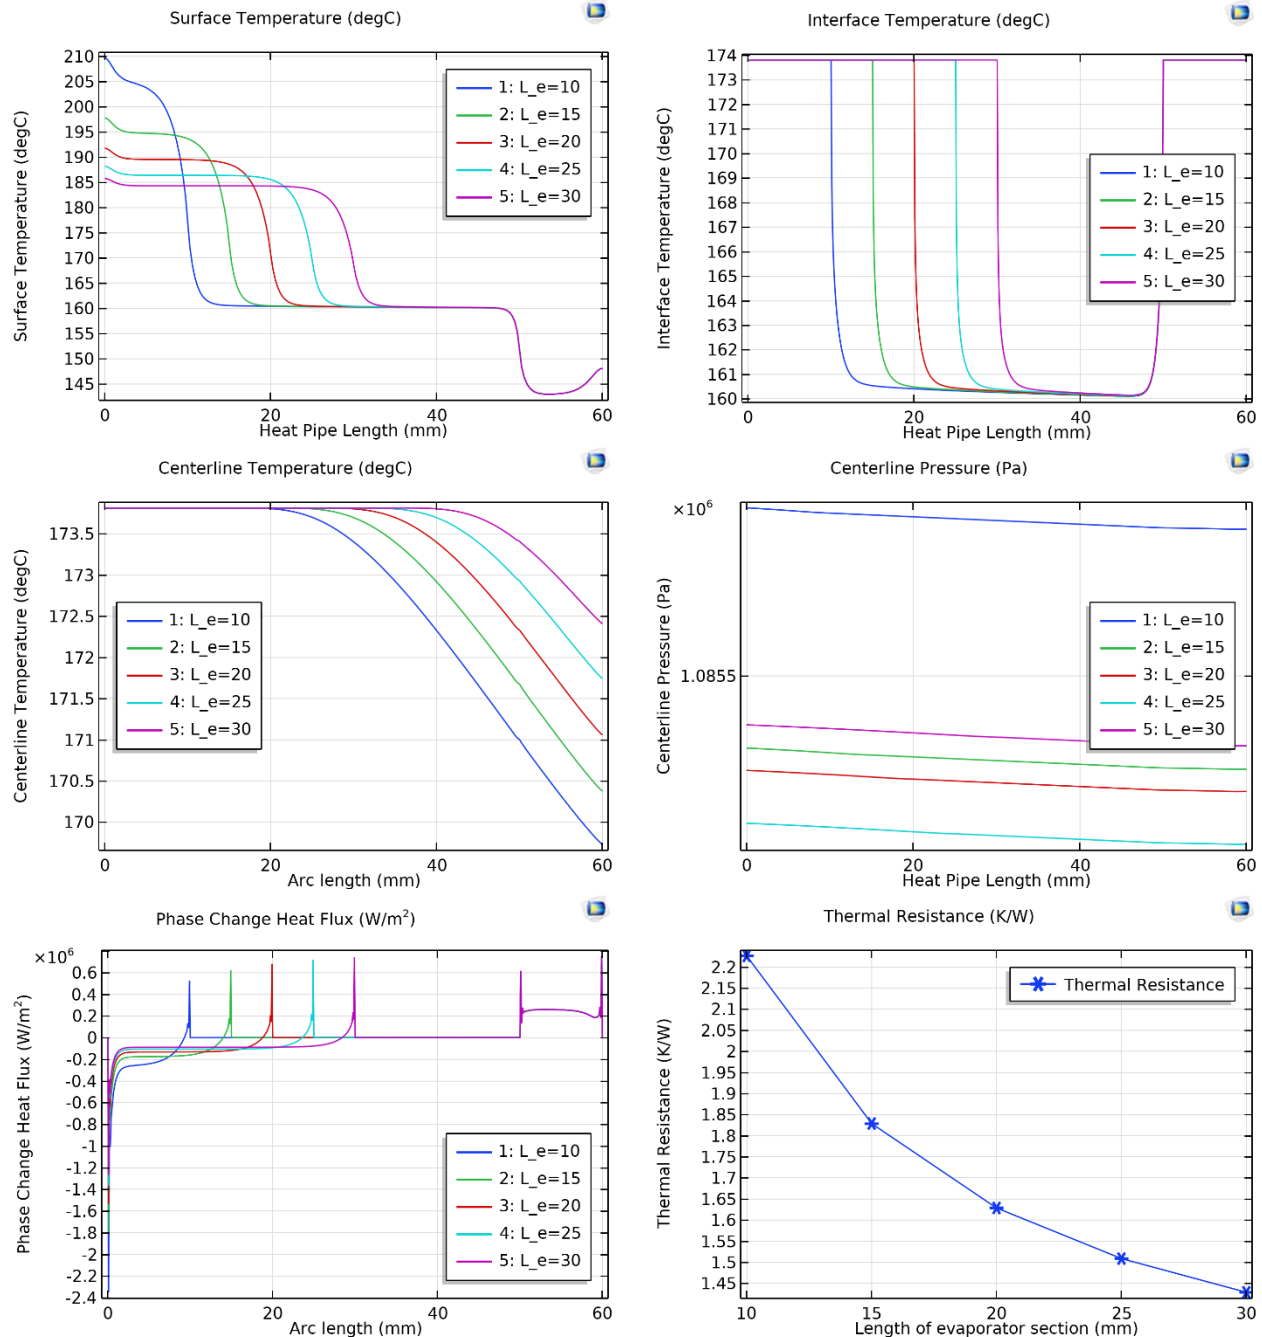 Surface Temperature (degC)
210
205
200
195
190
185
180
175
170
165
160
155
150
145
Surface Temperature (degC)
1: L_e=10
2: L_e=15
3: L_e=20
4: L_e=25
5: L_e=30
0
20
40
60
Heat Pipe Length (mm)
Interface Temperature (degC)
174
173
172
171
170
169
168
167
166
165
164
163
162
161
160
Interface Temperature (degC)
1: L_e=10
2: L_e=15
3: L_e=20
4: L_e=25
5: L_e=30
0
20
40
60
Heat Pipe Length (mm)
Centerline Temperature (degC)
173.5
173
172.5
172
171.5
171
170.5
170
Centerline Temperature (degC)
1: L_e=10
2: L_e=15
3: L_e=20
4: L_e=25
5: L_e=30
0
20
40
60
Arc length (mm)
Centerline Pressure (Pa)
×10⁶
1.0855
Centerline Pressure (Pa)
1: L_e=10
2: L_e=15
3: L_e=20
4: L_e=25
5: L_e=30
0
20
40
60
Heat Pipe Length (mm)
Phase Change Heat Flux (W/m²)
×10⁶
0.6
0.4
0.2
0
-0.2
-0.4
-0.6
-0.8
-1
-1.2
-1.4
-1.6
-1.8
-2
-2.2
-2.4
Phase Change Heat Flux (W/m²)
1: L_e=10
2: L_e=15
3: L_e=20
4: L_e=25
5: L_e=30
0
20
40
60
Arc length (mm)
Thermal Resistance (K/W)
2.2
2.15
2.1
2.05
2
1.95
1.9
1.85
1.8
1.75
1.7
1.65
1.6
1.55
1.5
1.45
Thermal Resistance (K/W)
Thermal Resistance
10
15
20
25
30
Length of evaporator section (mm)